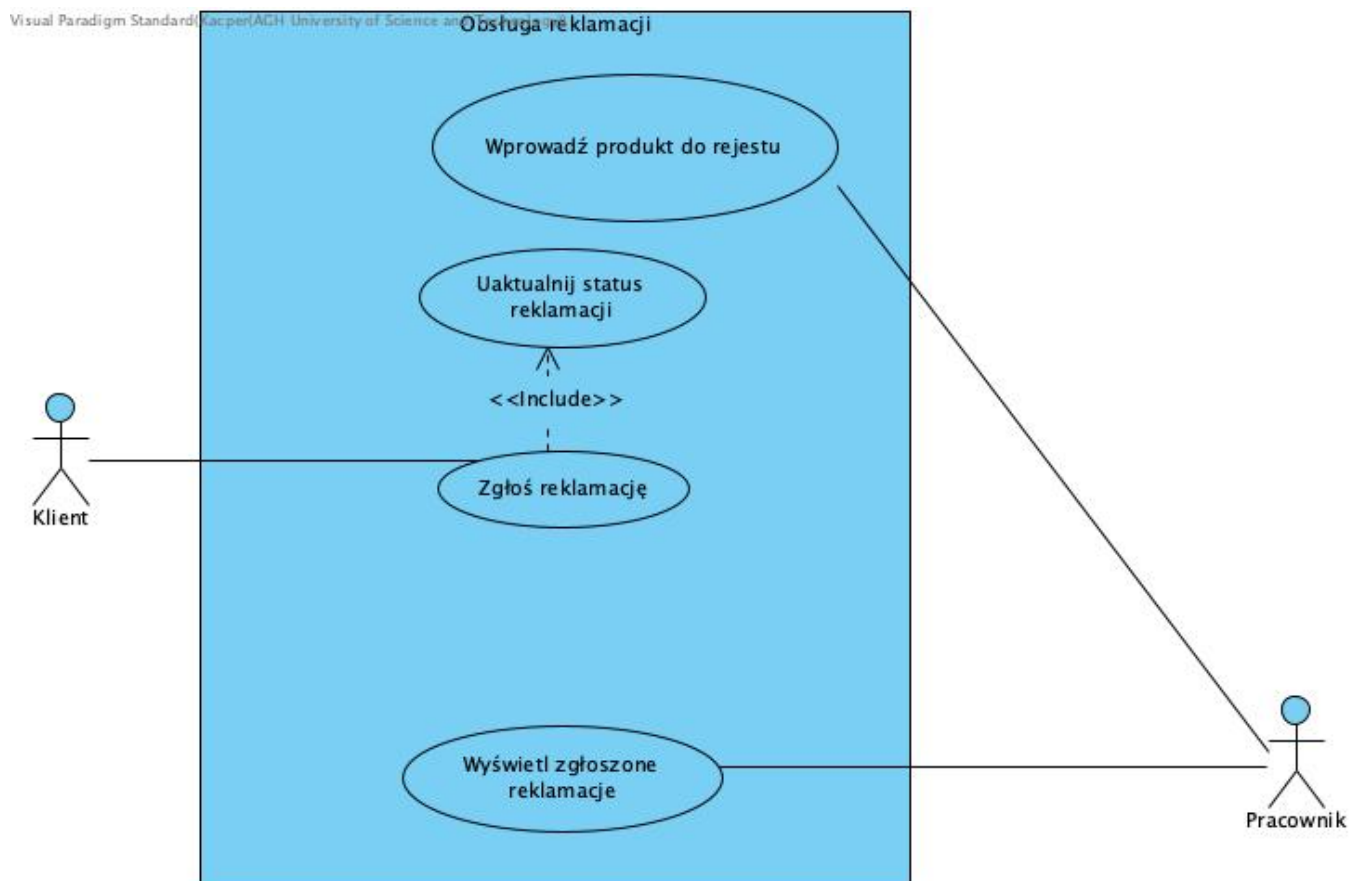 Visual Paradigm Standard(Kacper(AGH University of Science and
Obsługa reklamacji
Wprowadź produkt do rejestu
Uaktualnij status
reklamacji
<<Include>>
Zgłoś reklamację
Klient
Wyświetl zgłoszone
reklamacje
Pracownik